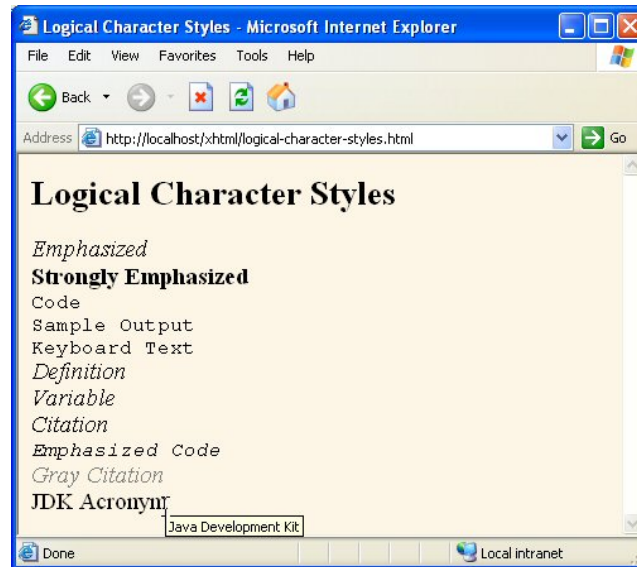 Logical Character Styles - Microsoft Internet Explorer
File Edit View Favorites Tools Help
Back
Address http://localhost/xhtml/logical-character-styles.html Go
Logical Character Styles
Emphasized
Strongly Emphasized
Code
Sample Output
Keyboard Text
Definition
Variable
Citation
Emphasized Code
Gray Citation
JDK Acronym
Java Development Kit
Done Local intranet